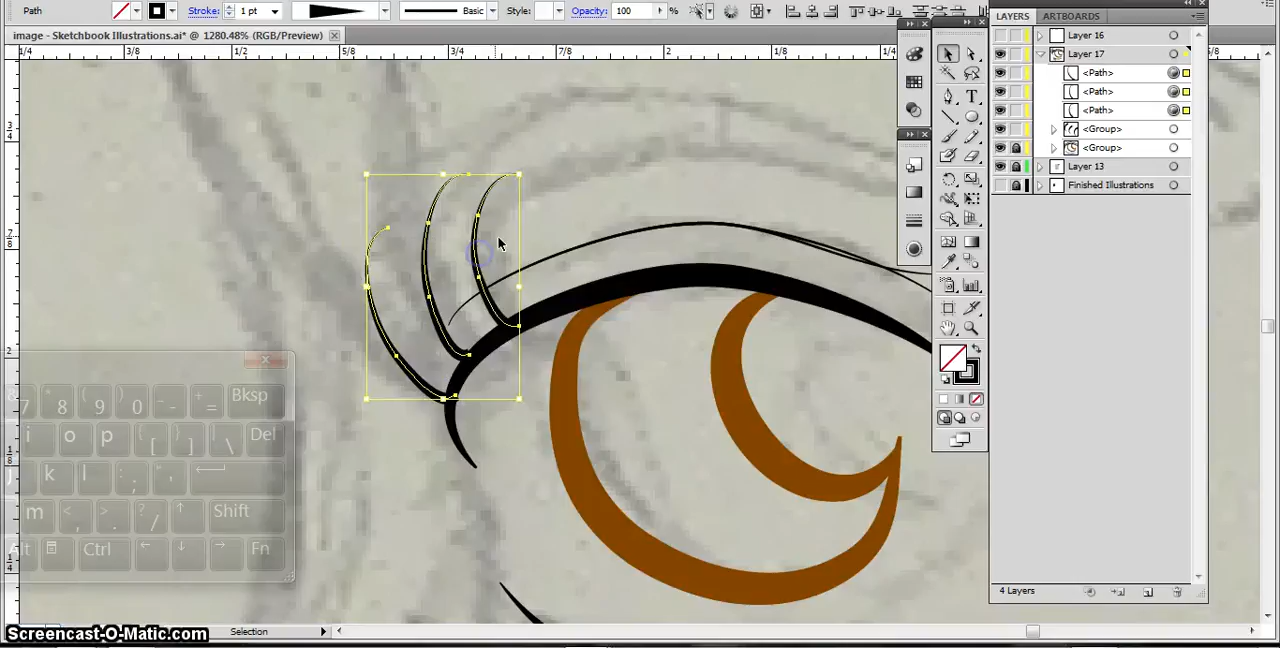 Path Stroke: 1 pt Basic Style: Opacity: 100 %
image - Sketchbook Illustrations.ai* @ 1280.48% (RGB/Preview)
LAYERS ARTBOARDS
Layer 16
Layer 17
<Path>
<Path>
<Path>
<Group>
<Group>
Layer 13
Finished Illustrations
1/4 3/8 1/2 5/8 3/4 7/8 2 1/8
& 7 * 8 ( 9 ) 0 _ - + = Bksp
i o p { [ } ] | \ Del
j k l : ; " '
m < , > . ? / ↑ Shift
Alt Ctrl ← ↓ → Fn
4 Layers
Selection
Screencast-O-Matic.com